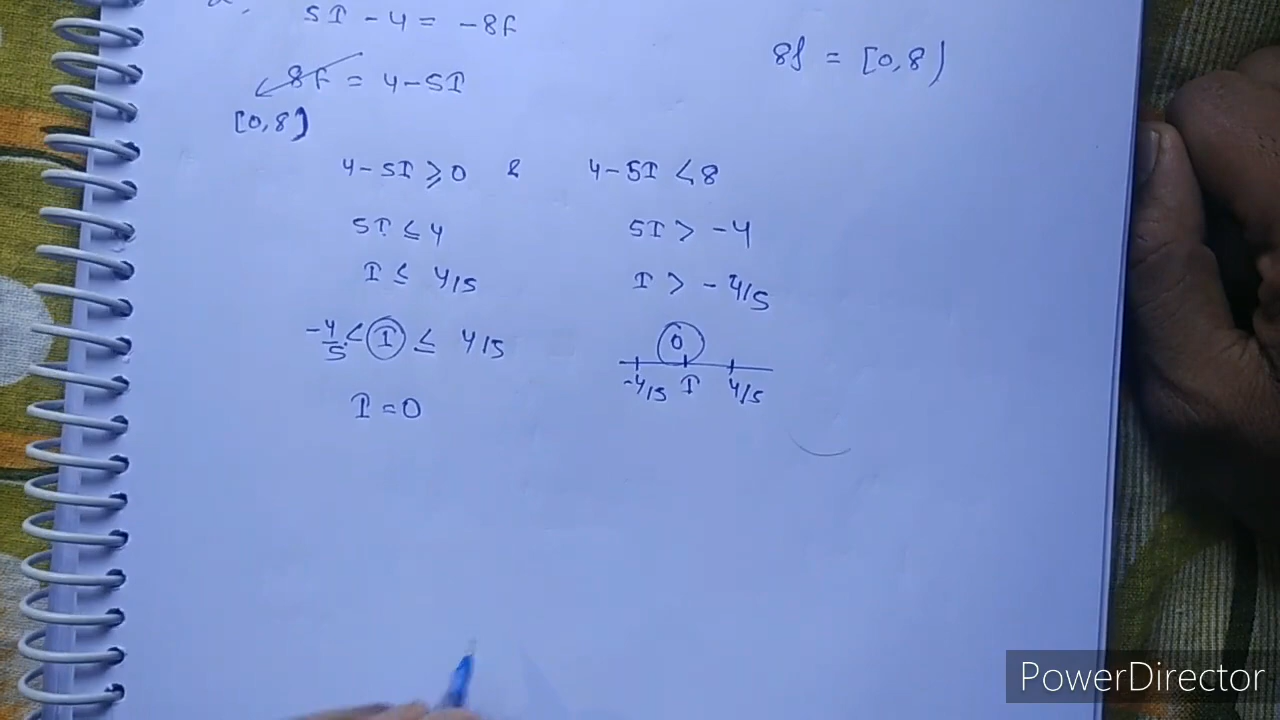 5I - 4 = -8f
8f = [0,8)
8f = 4-5I
[0,8)
4-5I ≥ 0 & 4-5I < 8
5I ≤ 4 5I > -4
I ≤ 4/5 I > -4/5
-4/5 < I ≤ 4/5 0
-4/5 I 4/5
I = 0
PowerDirector